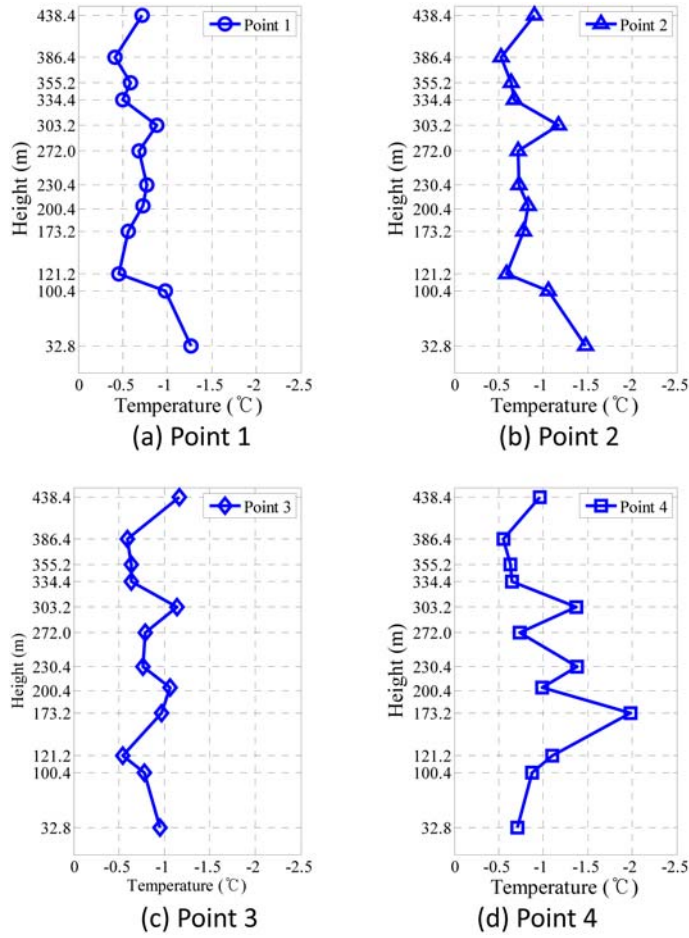 438.4
386.4
355.2
334.4
303.2
272.0
230.4
200.4
173.2
121.2
100.4
32.8
Height (m)
Point 1
0 -0.5 -1 -1.5 -2 -2.5
Temperature (℃)
(a) Point 1
438.4
386.4
355.2
334.4
303.2
272.0
230.4
200.4
173.2
121.2
100.4
32.8
Height (m)
Point 2
0 -0.5 -1 -1.5 -2 -2.5
Temperature (℃)
(b) Point 2
438.4
386.4
355.2
334.4
303.2
272.0
230.4
200.4
173.2
121.2
100.4
32.8
Height (m)
Point 3
0 -0.5 -1 -1.5 -2 -2.5
Temperature (℃)
(c) Point 3
438.4
386.4
355.2
334.4
303.2
272.0
230.4
200.4
173.2
121.2
100.4
32.8
Height (m)
Point 4
0 -0.5 -1 -1.5 -2 -2.5
Temperature (℃)
(d) Point 4